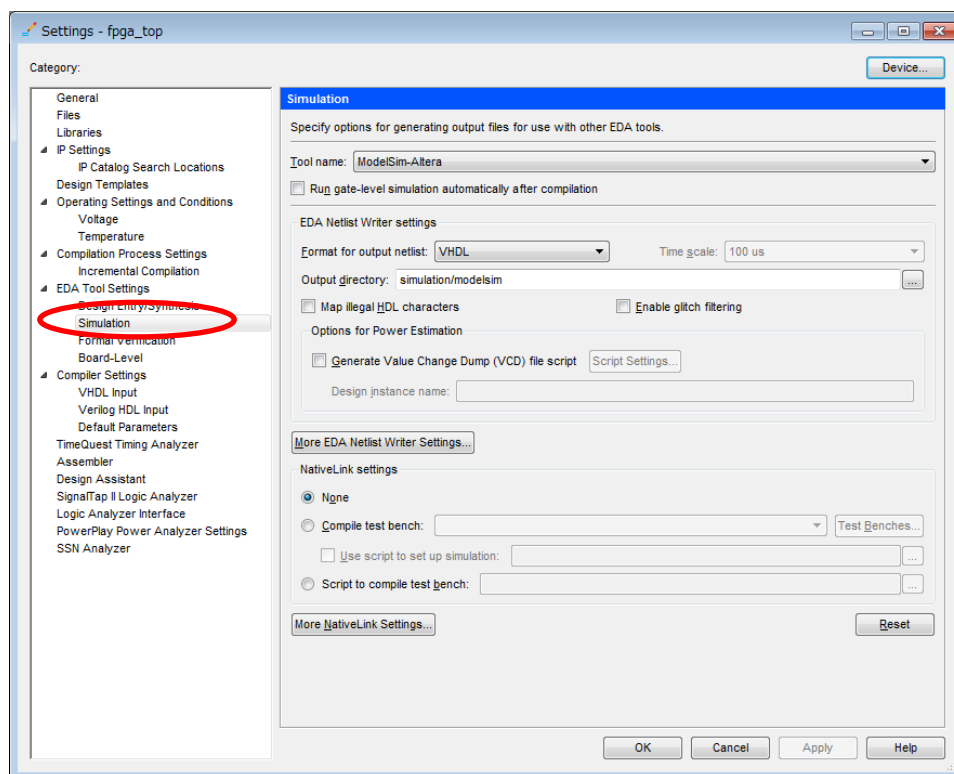 Settings - fpga_top
Category:
Device...
General
Files
Libraries
IP Settings
IP Catalog Search Locations
Design Templates
Operating Settings and Conditions
Voltage
Temperature
Compilation Process Settings
Incremental Compilation
EDA Tool Settings
Design Entry/Synthesis
Simulation
Formal Verification
Board-Level
Compiler Settings
VHDL Input
Verilog HDL Input
Default Parameters
TimeQuest Timing Analyzer
Assembler
Design Assistant
SignalTap II Logic Analyzer
Logic Analyzer Interface
PowerPlay Power Analyzer Settings
SSN Analyzer
Simulation
Specify options for generating output files for use with other EDA tools.
Tool name: ModelSim-Altera
Run gate-level simulation automatically after compilation
EDA Netlist Writer settings
Format for output netlist: VHDL Time scale: 100 us
Output directory: simulation/modelsim ...
Map illegal HDL characters Enable glitch filtering
Options for Power Estimation
Generate Value Change Dump (VCD) file script Script Settings...
Design instance name:
More EDA Netlist Writer Settings...
NativeLink settings
None
Compile test bench: Test Benches...
Use script to set up simulation: ...
Script to compile test bench: ...
More NativeLink Settings... Reset
OK Cancel Apply Help